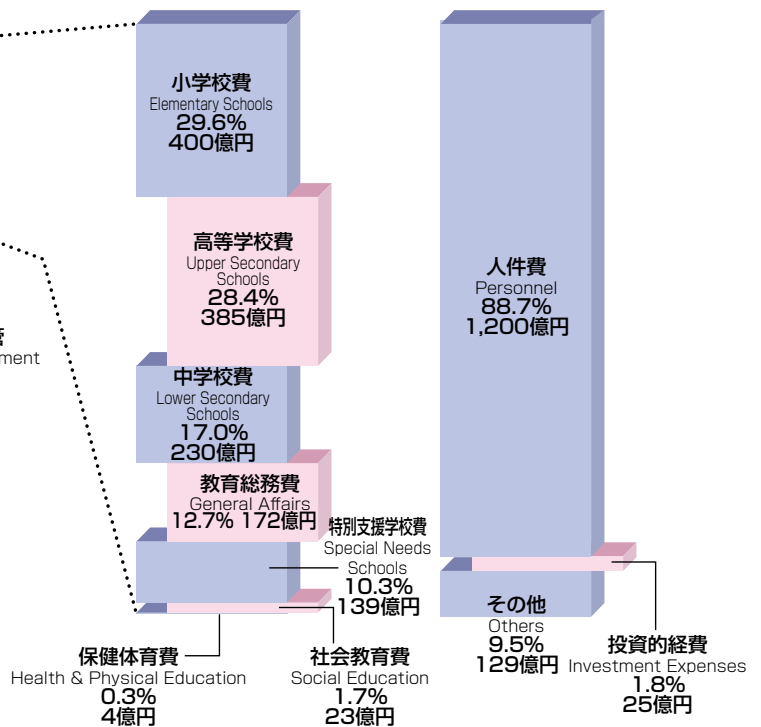 小学校費
Elementary Schools
29.6%
400億円
高等学校費
Upper Secondary
Schools
28.4%
385億円
中学校費
Lower Secondary
Schools
17.0%
230億円
教育総務費
General Affairs
12.7% 172億円
特別支援学校費
Special Needs
Schools
10.3%
139億円
保健体育費
Health & Physical Education
0.3%
4億円
社会教育費
Social Education
1.7%
23億円
人件費
Personnel
88.7%
1,200億円
その他
Others
9.5%
129億円
投資的経費
Investment Expenses
1.8%
25億円
ment